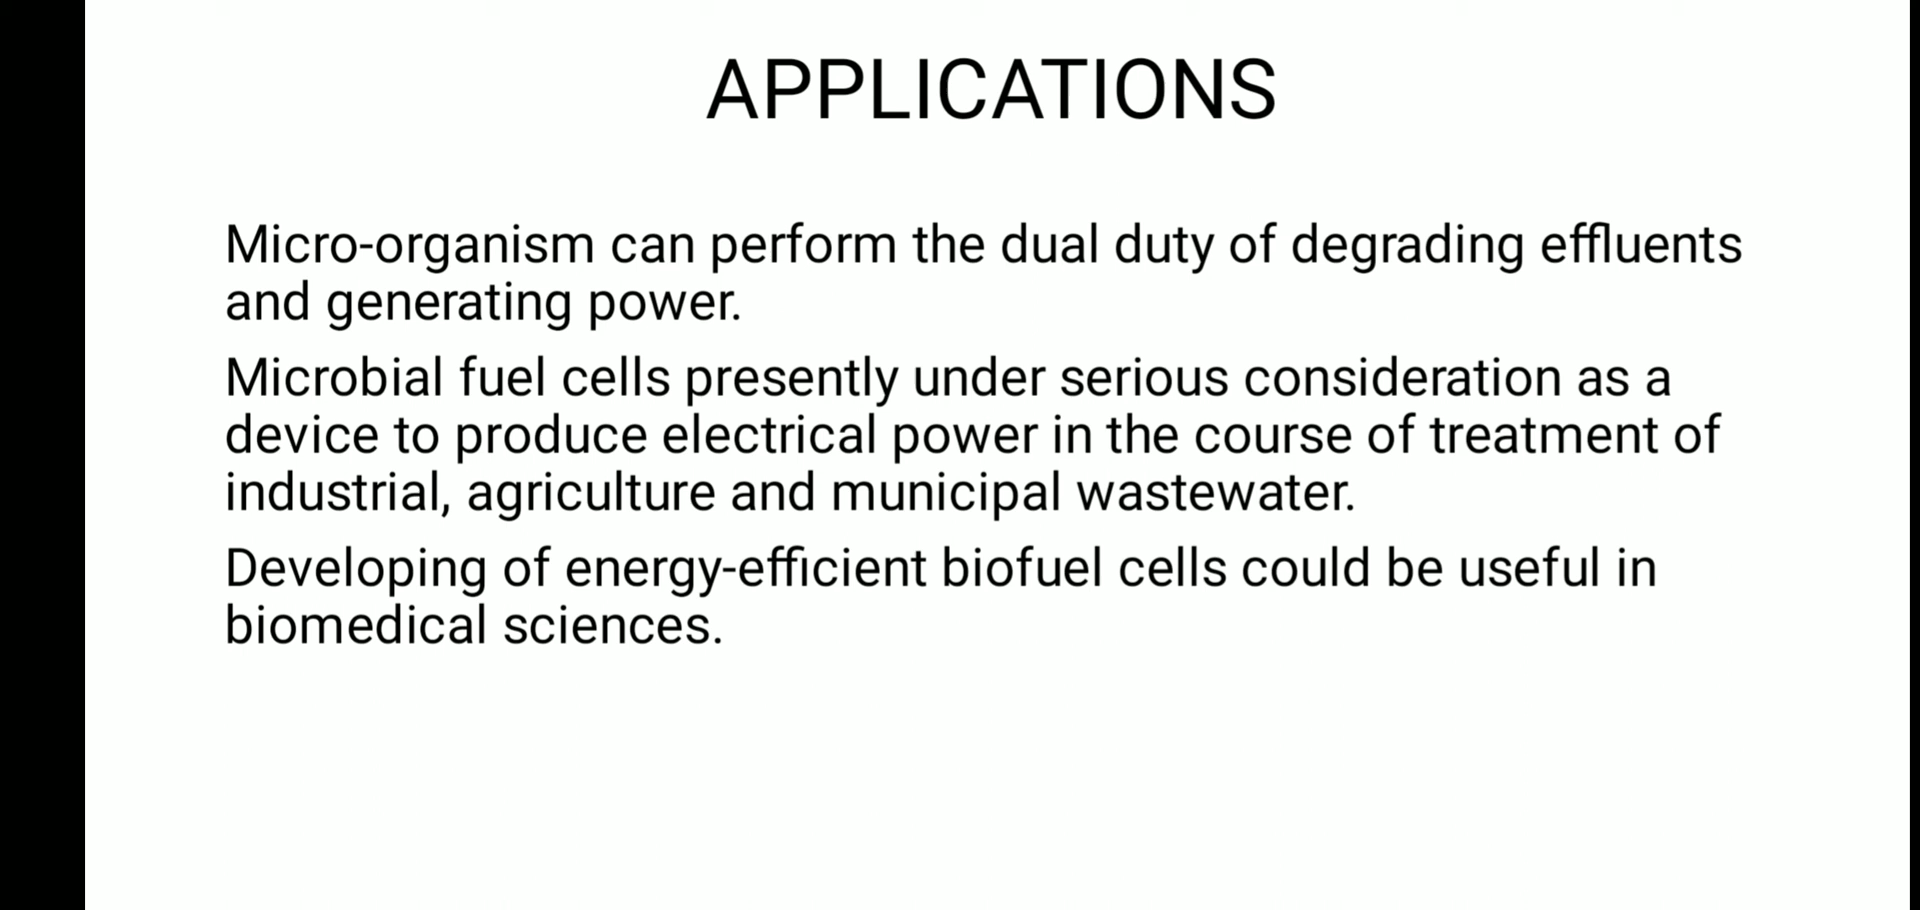 APPLICATIONS
Micro-organism can perform the dual duty of degrading effluents
and generating power.
Microbial fuel cells presently under serious consideration as a
device to produce electrical power in the course of treatment of
industrial, agriculture and municipal wastewater.
Developing of energy-efficient biofuel cells could be useful in
biomedical sciences.